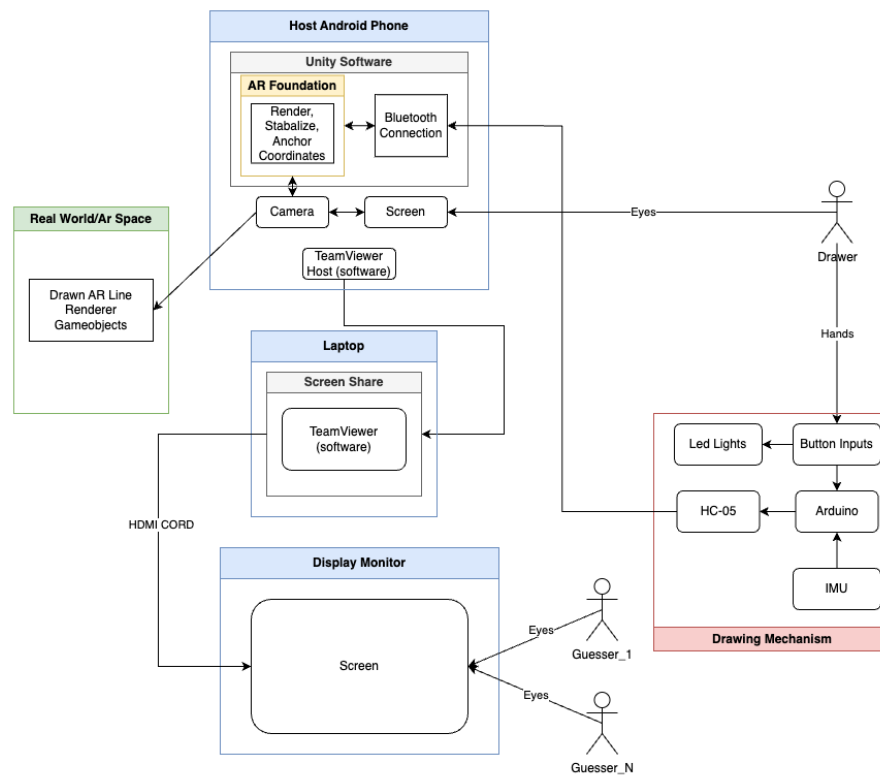 Host Android Phone
Unity Software
AR Foundation
Render,
Stabalize,
Anchor
Coordinates
Bluetooth
Connection
Camera
Screen
Eyes
Drawer
TeamViewer
Host (software)
Real World/Ar Space
Drawn AR Line
Renderer
Gameobjects
Hands
Laptop
Screen Share
TeamViewer
(software)
HDMI CORD
Led Lights
Button Inputs
HC-05
Arduino
IMU
Drawing Mechanism
Display Monitor
Screen
Eyes
Guesser_1
Eyes
Guesser_N